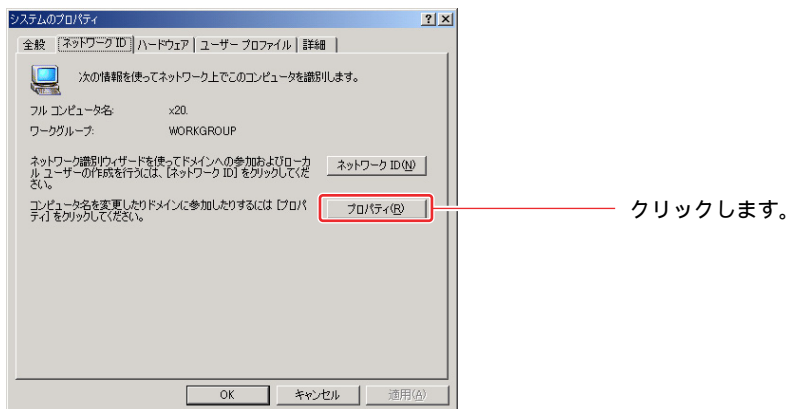 システムのプロパティ
全般 ネットワーク ID ハードウェア ユーザー プロファイル 詳細
次の情報を使ってネットワーク上でこのコンピュータを識別します。
フル コンピュータ名: x20.
ワークグループ: WORKGROUP
ネットワーク識別ウィザードを使ってドメインへの参加およびローカ
ル ユーザーの作成を行うには、[ネットワーク ID] をクリックしてくだ
さい。
ネットワーク ID(N)
コンピュータ名を変更したりドメインに参加したりするには [プロパ
ティ] をクリックしてください。
プロパティ(R)
クリックします。
OK キャンセル 適用(A)